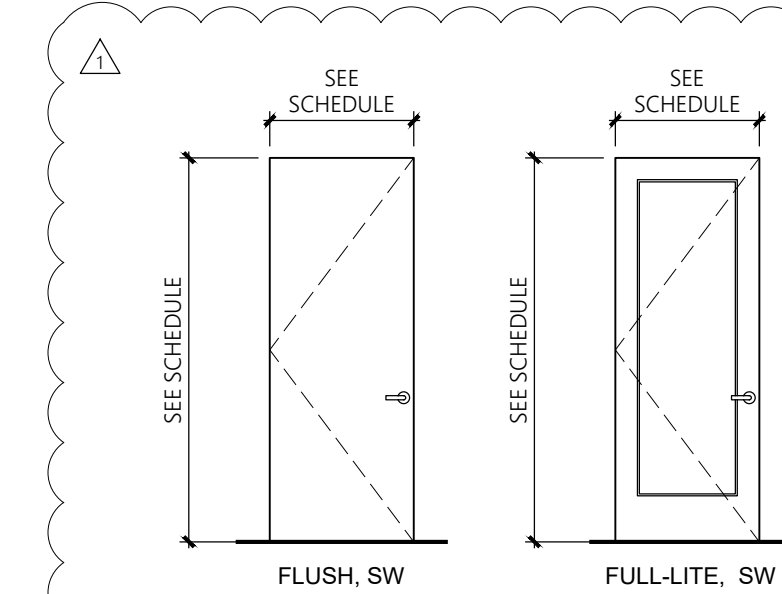 1
SEE
SCHEDULE
SEE
SCHEDULE
SEE SCHEDULE
SEE SCHEDULE
FLUSH, SW
FULL-LITE, SW